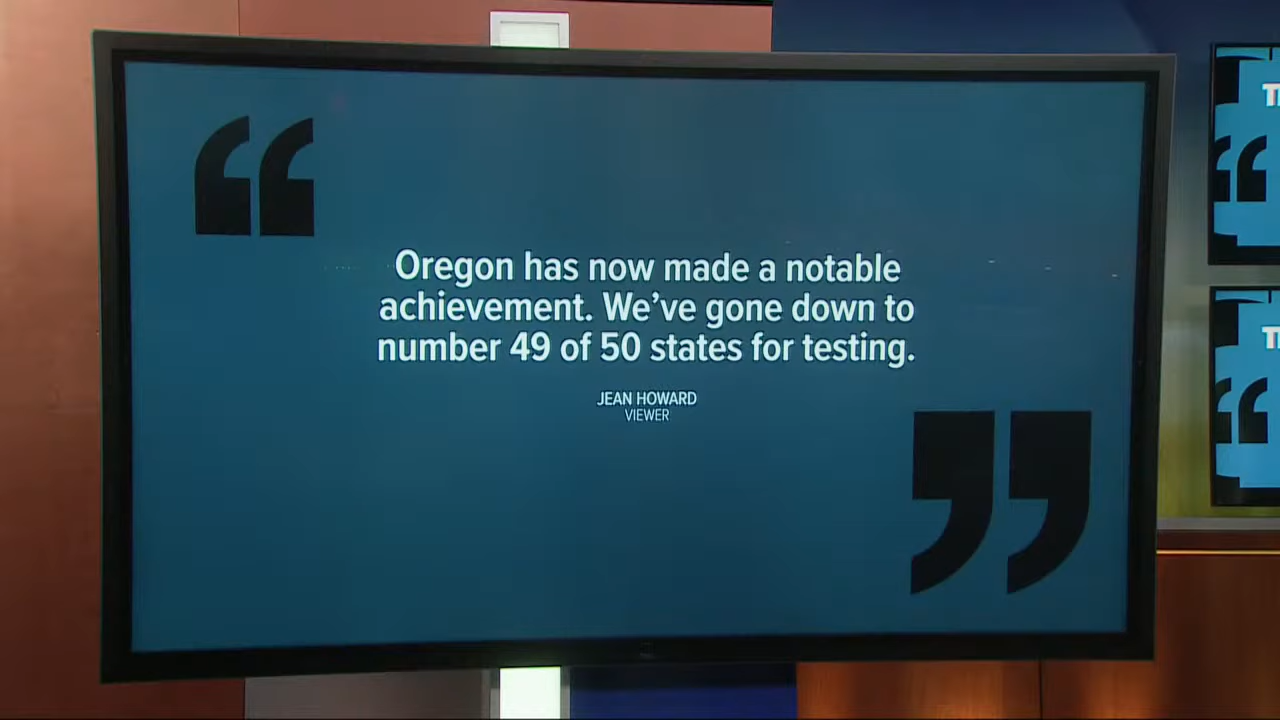 Oregon has now made a notable
achievement. We've gone down to
number 49 of 50 states for testing.
JEAN HOWARD
VIEWER